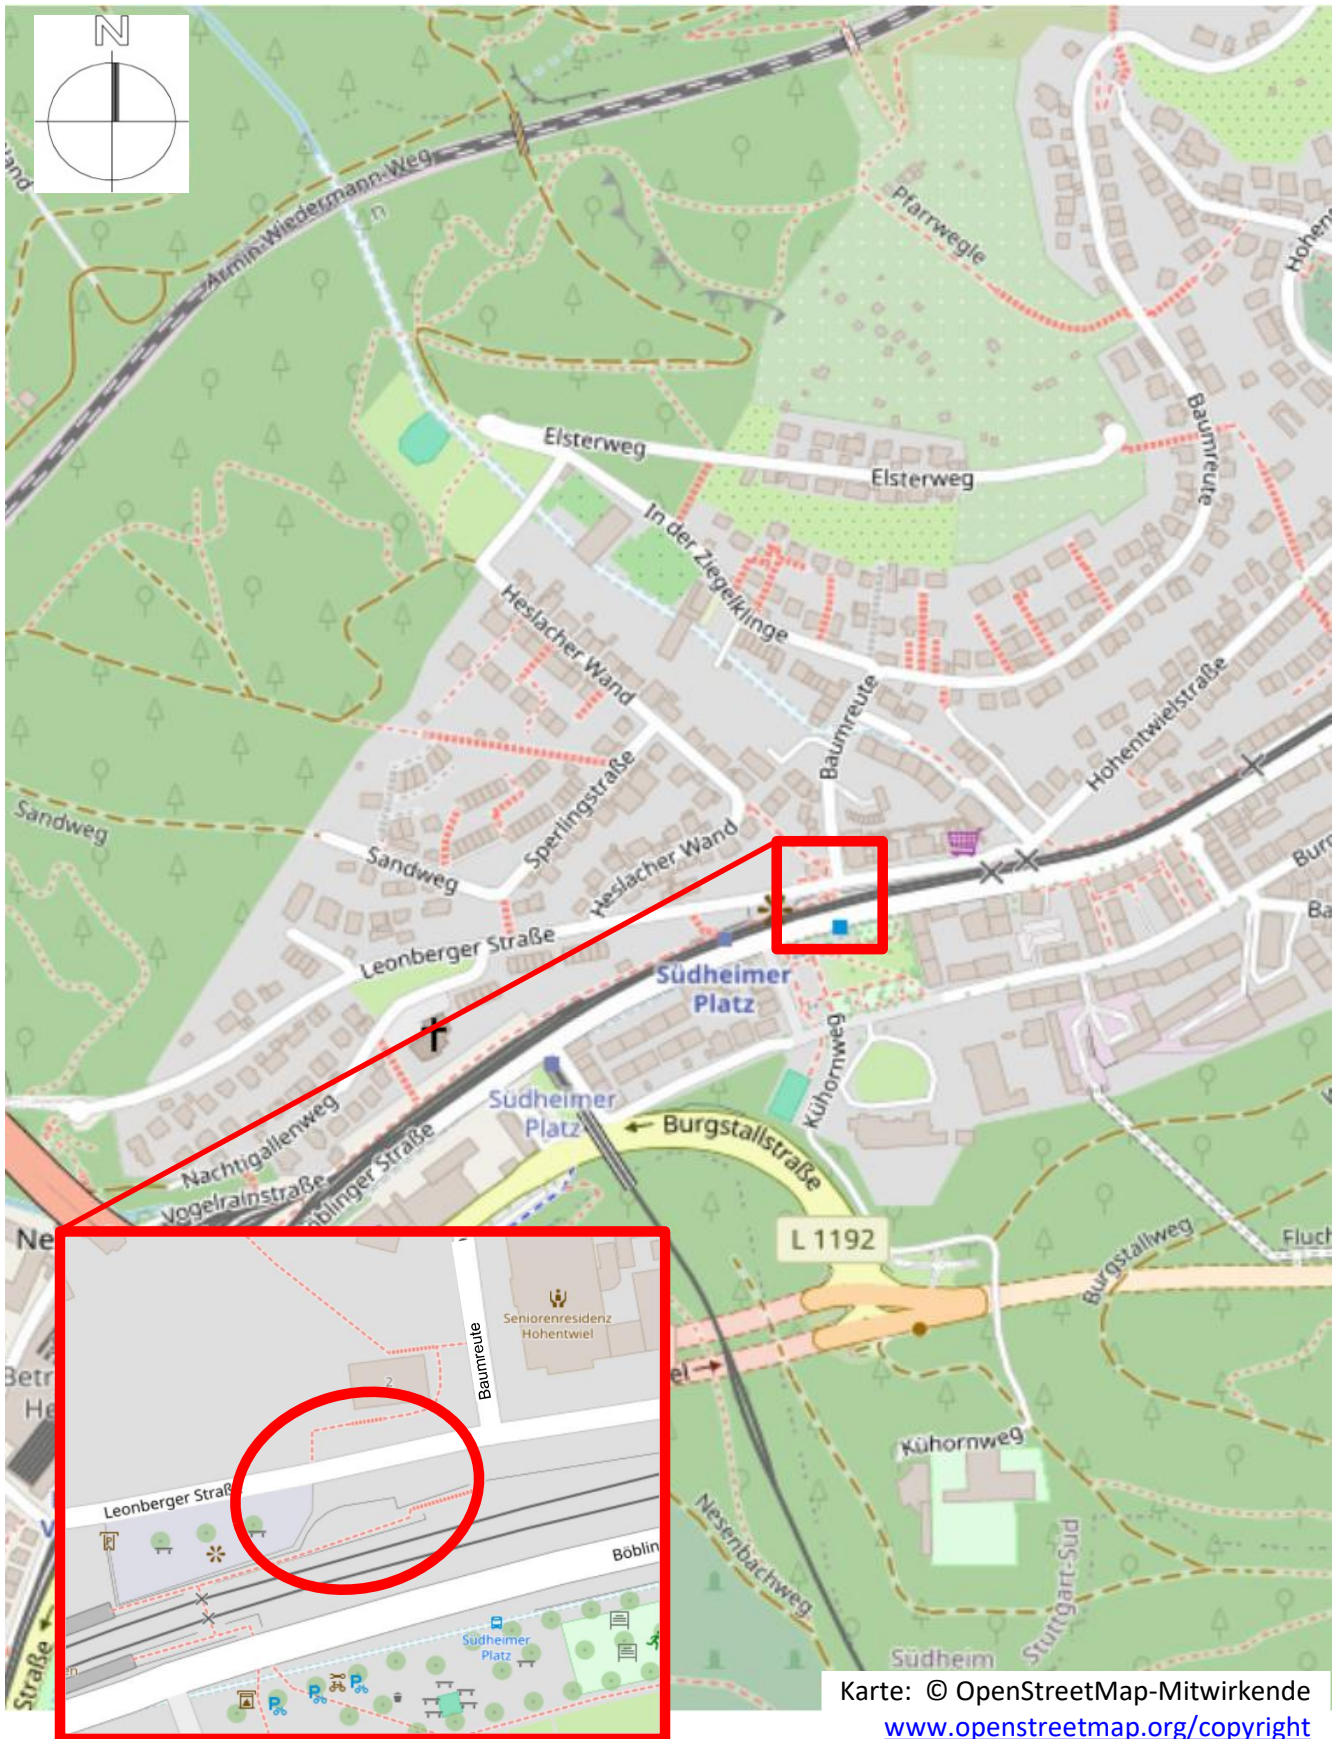 N
Armin-Wiedermann-Weg
Pfarrwegle
Baumreute
Elsterweg
Elsterweg
In der Ziegelklinge
Heslacher Wand
Baumreute
Hohentwielstraße
Sandweg
Sperlingstraße
Sandweg
Heslacher Wand
Leonberger Straße
Südheimer
Platz
Kühornweg
Südheimer
Platz
Burgstallstraße
Nachtigallenweg
Vogelrainstraße
L 1192
Burgstallweg
Kühornweg
Nesenbachweg
Stuttgart-Süd
Südheim
Straße
Seniorenresidenz
Hohentwiel
Baumreute
2
Leonberger Straß
Böblin
Südheimer
Platz
Karte: © OpenStreetMap-Mitwirkende
www.openstreetmap.org/copyright